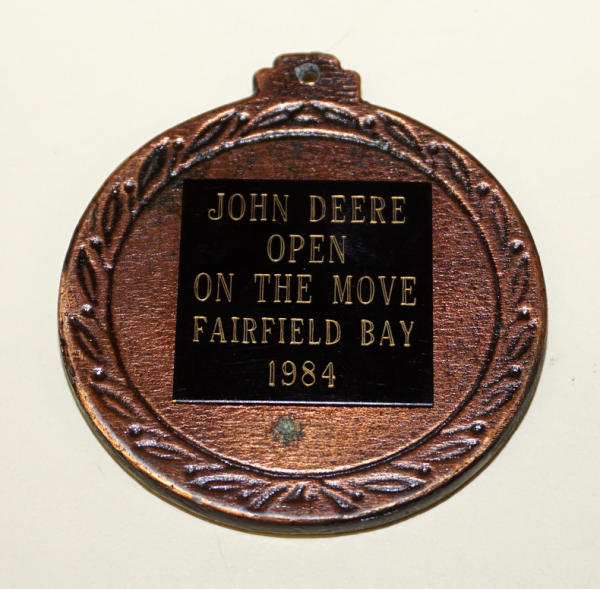 JOHN DEERE
OPEN
ON THE MOVE
FAIRFIELD BAY
1984